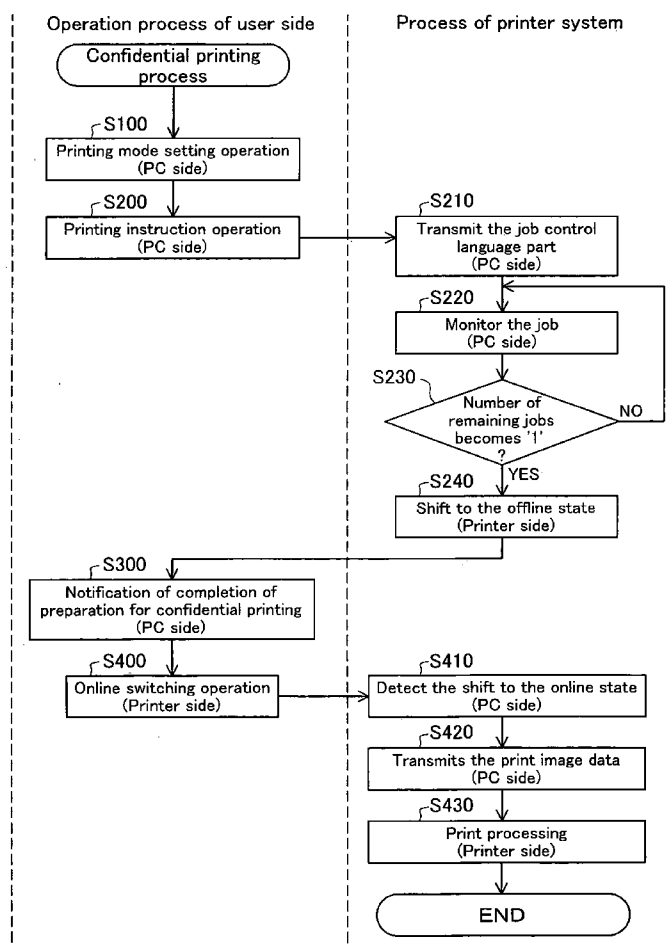 Operation process of user side
Process of printer system
Confidential printing
process
S100
Printing mode setting operation
(PC side)
S200
Printing instruction operation
(PC side)
S210
Transmit the job control
language part
(PC side)
S220
Monitor the job
(PC side)
S230
Number of
remaining jobs
becomes '1'
?
NO
YES
S240
Shift to the offline state
(Printer side)
S300
Notification of completion of
preparation for confidential printing
(PC side)
S400
Online switching operation
(Printer side)
S410
Detect the shift to the online state
(PC side)
S420
Transmits the print image data
(PC side)
S430
Print processing
(Printer side)
END